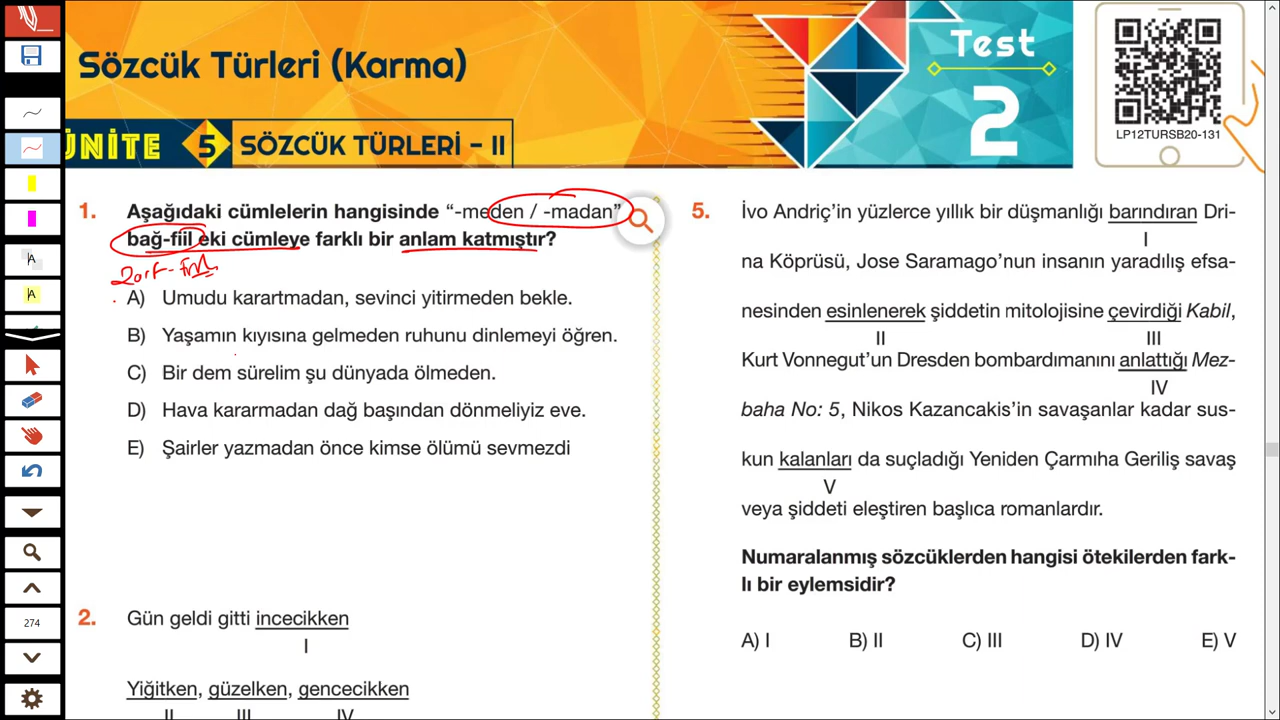 Sözcük Türleri (Karma)
Test
2
LP12TURSB20-131
ÜNİTE 5 SÖZCÜK TÜRLERİ – II
1. Aşağıdaki cümlelerin hangisinde “-meden / -madan”
bağ-fiil eki cümleye farklı bir anlam katmıştır?
Zarf-fiil
A) Umudu karartmadan, sevinci yitirmeden bekle.
B) Yaşamın kıyısına gelmeden ruhunu dinlemeyi öğren.
C) Bir dem sürelim şu dünyada ölmeden.
D) Hava kararmadan dağ başından dönmeliyiz eve.
E) Şairler yazmadan önce kimse ölümü sevmezdi
2. Gün geldi gitti incecikken
I
Yiğitken, güzelken, gencecikken
II III IV
5. İvo Andriç’in yüzlerce yıllık bir düşmanlığı barındıran Dri-
I
na Köprüsü, Jose Saramago’nun insanın yaradılış efsa-
nesinden esinlenerek şiddetin mitolojisine çevirdiği Kabil,
II III
Kurt Vonnegut’un Dresden bombardımanını anlattığı Mez-
IV
baha No: 5, Nikos Kazancakis’in savaşanlar kadar sus-
kun kalanları da suçladığı Yeniden Çarmıha Geriliş savaş
V
veya şiddeti eleştiren başlıca romanlardır.
Numaralanmış sözcüklerden hangisi ötekilerden fark-
lı bir eylemsidir?
A) I B) II C) III D) IV E) V
A
A
274